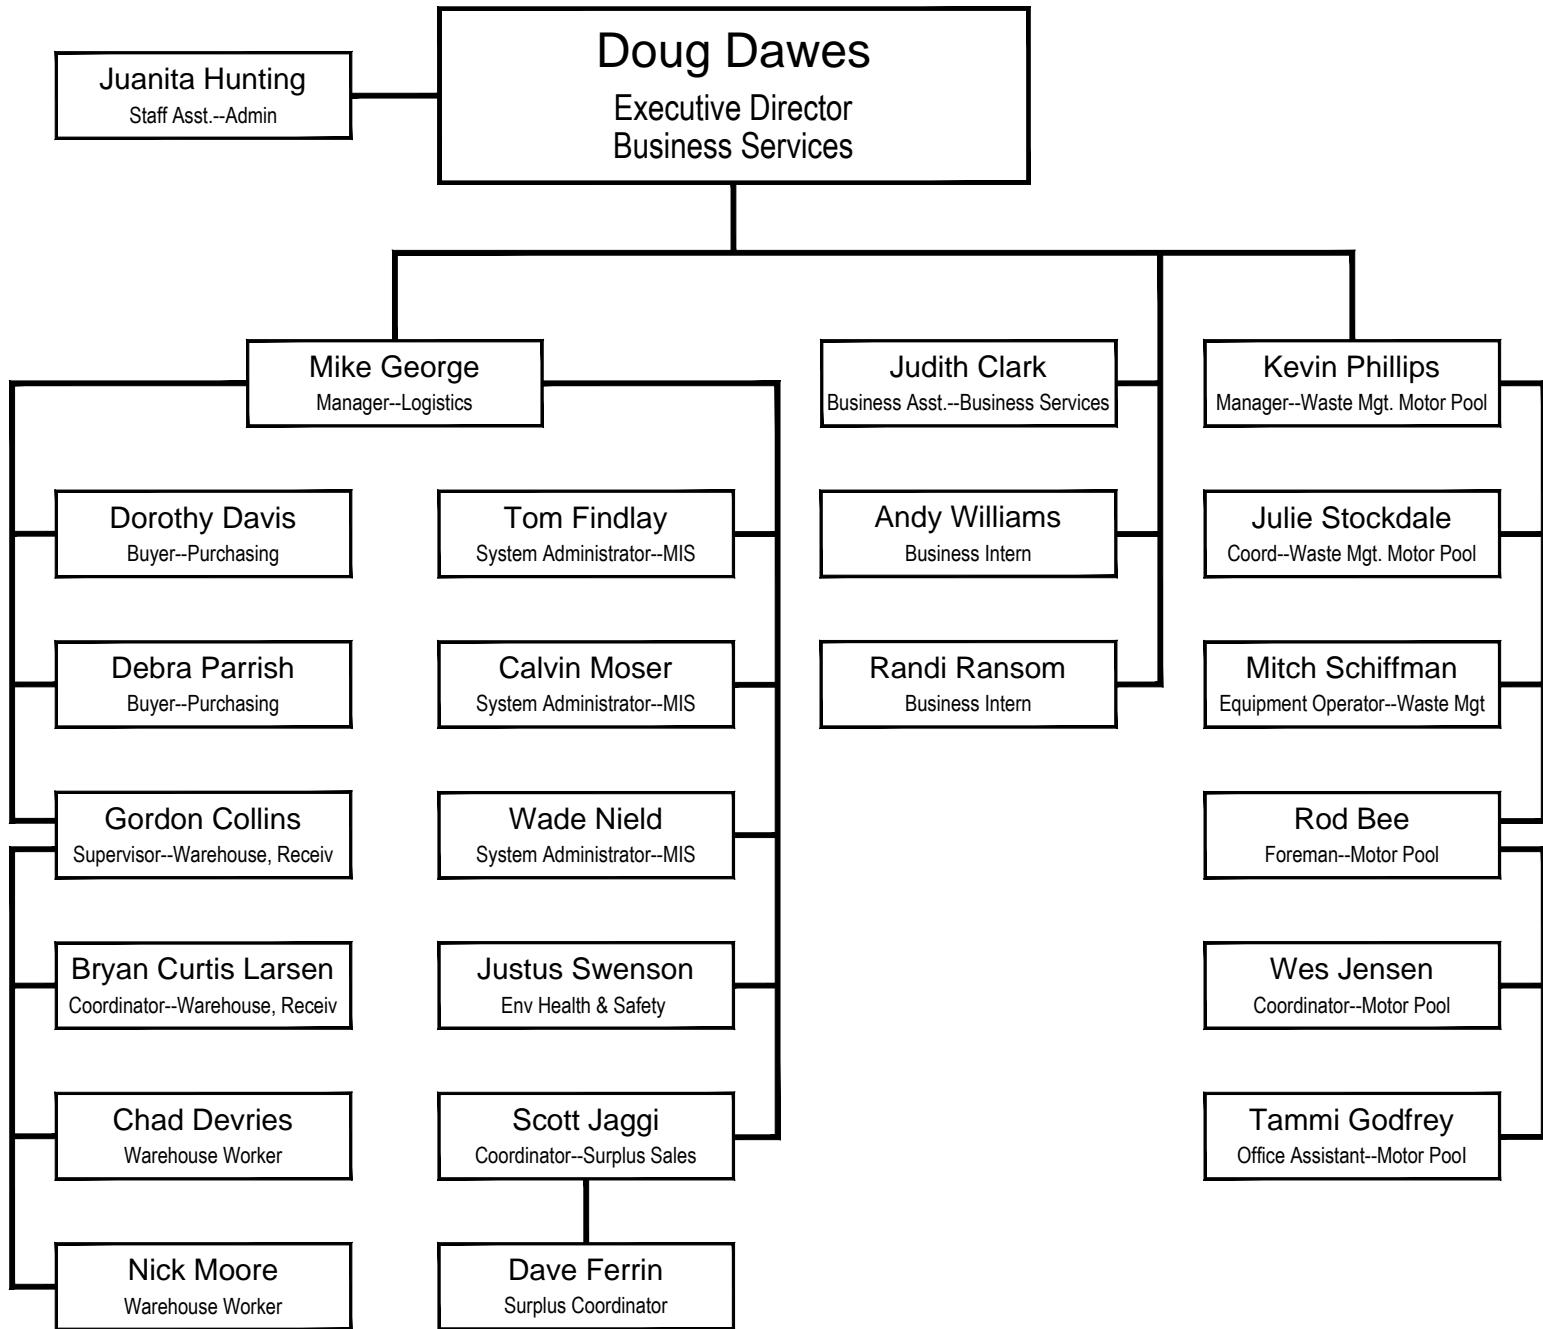 Doug Dawes
Executive Director
Business Services
Juanita Hunting
Staff Asst.--Admin
Mike George
Manager--Logistics
Judith Clark
Business Asst.--Business Services
Kevin Phillips
Manager--Waste Mgt. Motor Pool
Dorothy Davis
Buyer--Purchasing
Tom Findlay
System Administrator--MIS
Andy Williams
Business Intern
Julie Stockdale
Coord--Waste Mgt. Motor Pool
Debra Parrish
Buyer--Purchasing
Calvin Moser
System Administrator--MIS
Randi Ransom
Business Intern
Mitch Schiffman
Equipment Operator--Waste Mgt
Gordon Collins
Supervisor--Warehouse, Receiv
Wade Nield
System Administrator--MIS
Rod Bee
Foreman--Motor Pool
Bryan Curtis Larsen
Coordinator--Warehouse, Receiv
Justus Swenson
Env Health & Safety
Wes Jensen
Coordinator--Motor Pool
Chad Devries
Warehouse Worker
Scott Jaggi
Coordinator--Surplus Sales
Tammi Godfrey
Office Assistant--Motor Pool
Nick Moore
Warehouse Worker
Dave Ferrin
Surplus Coordinator